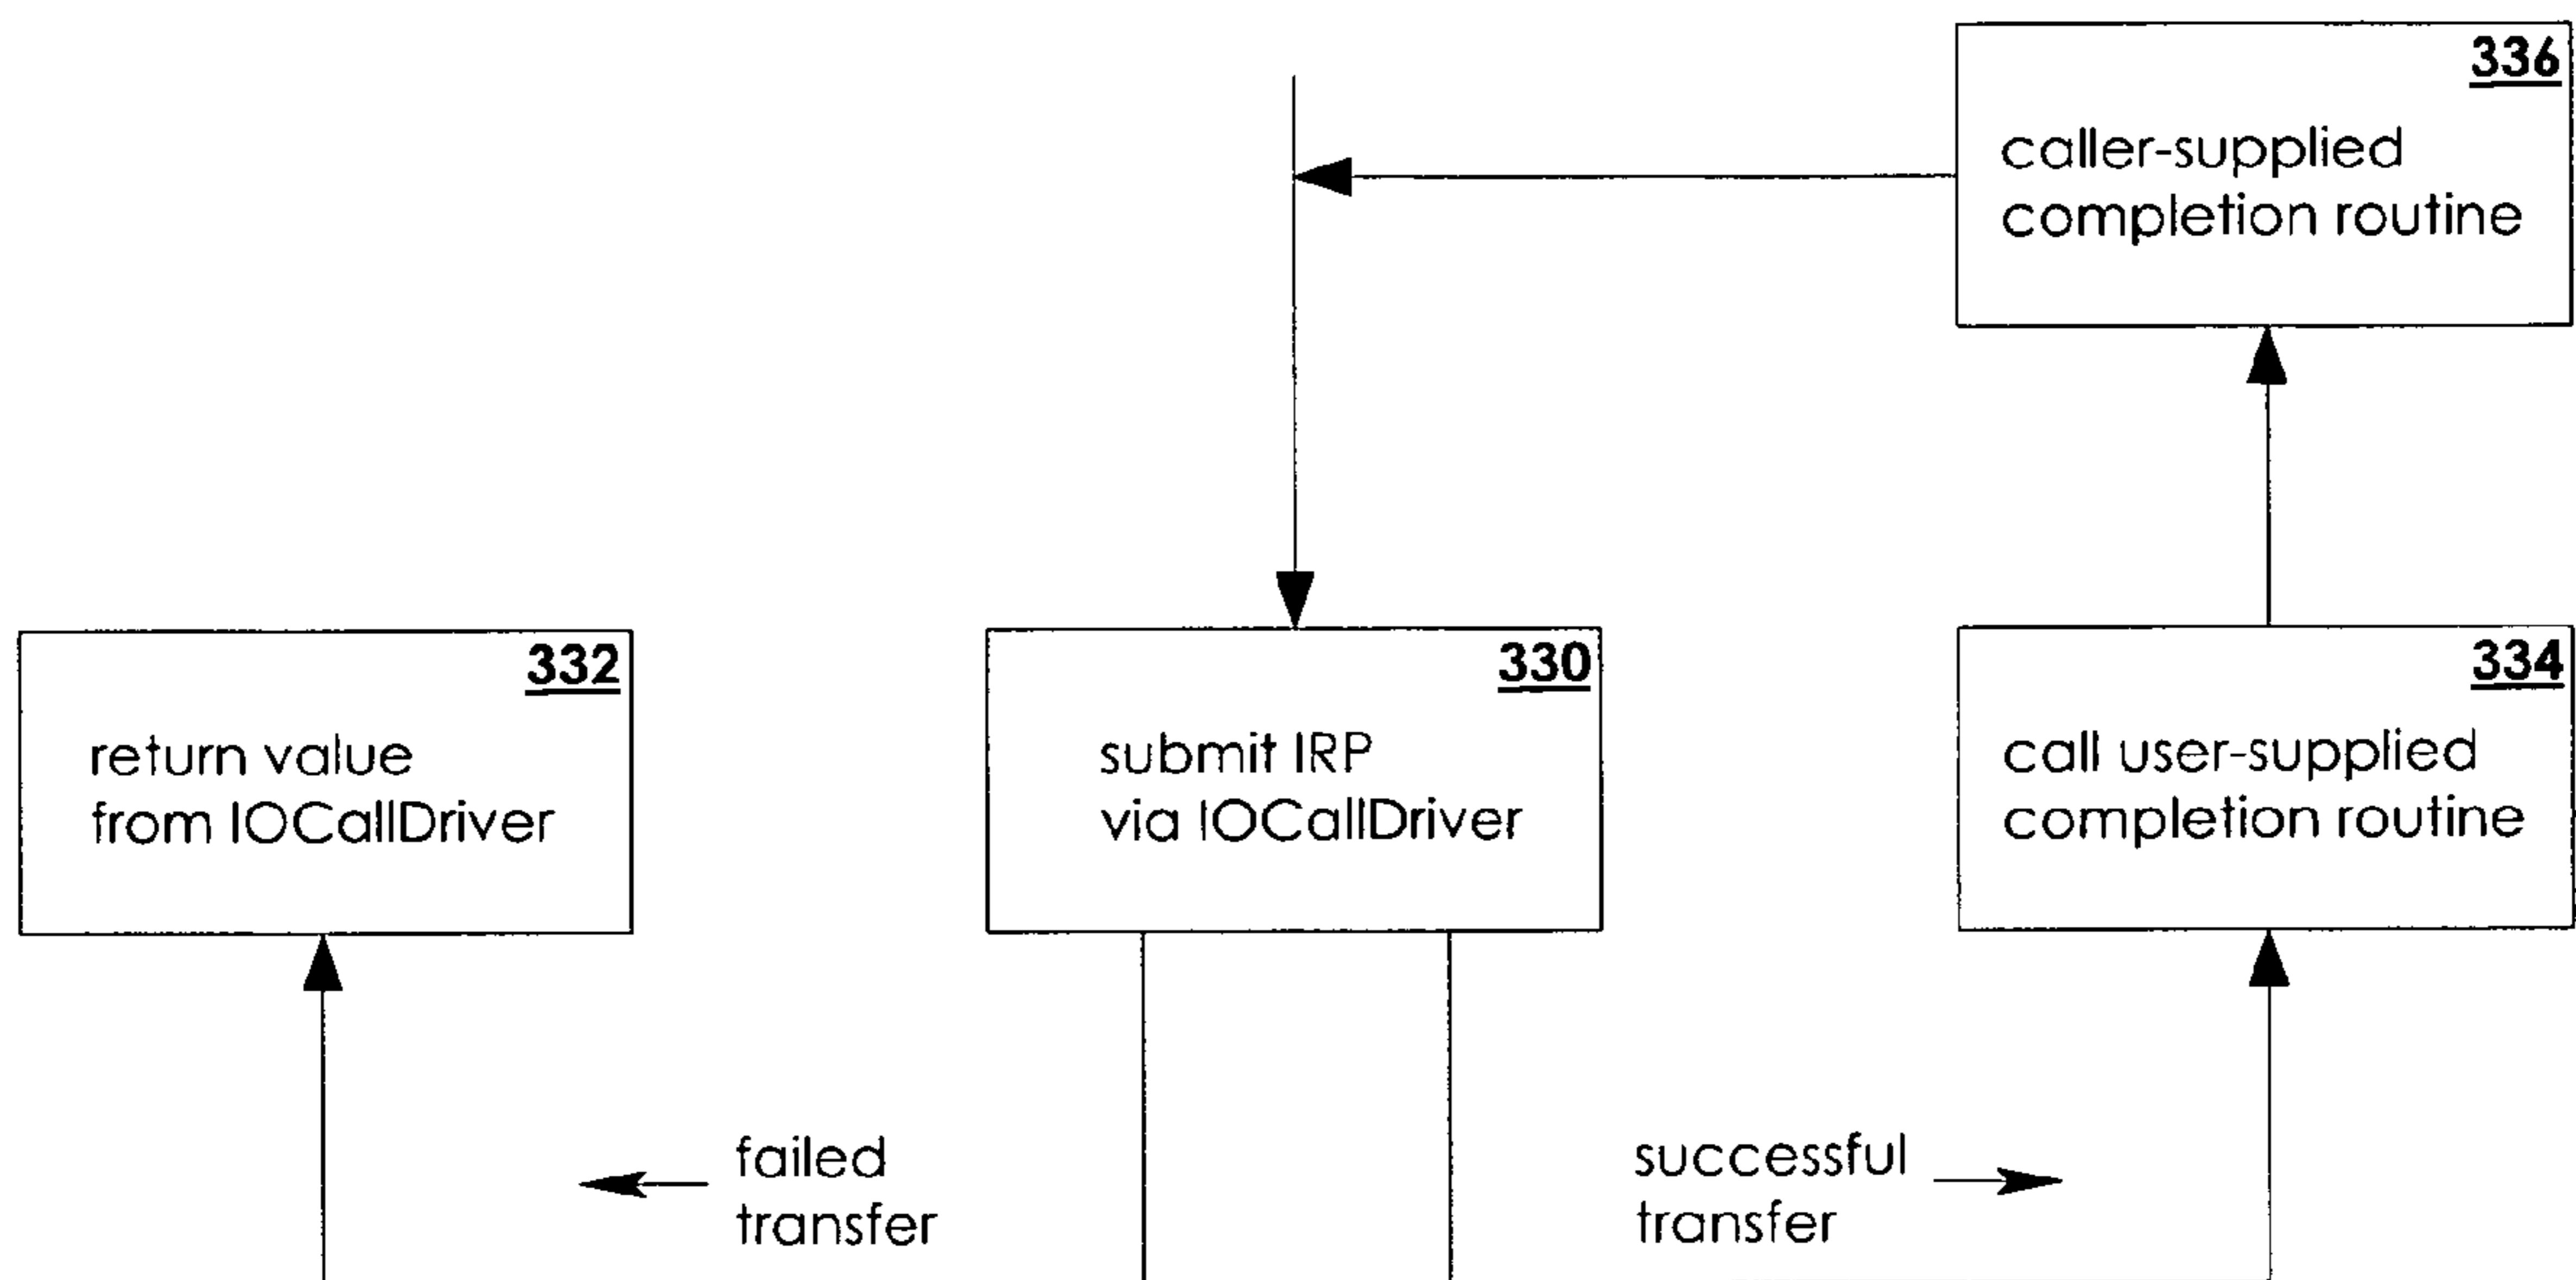 336
caller-supplied
completion routine
332
return value
from IOCallDriver
330
submit IRP
via IOCallDriver
334
call user-supplied
completion routine
failed
transfer
successful
transfer